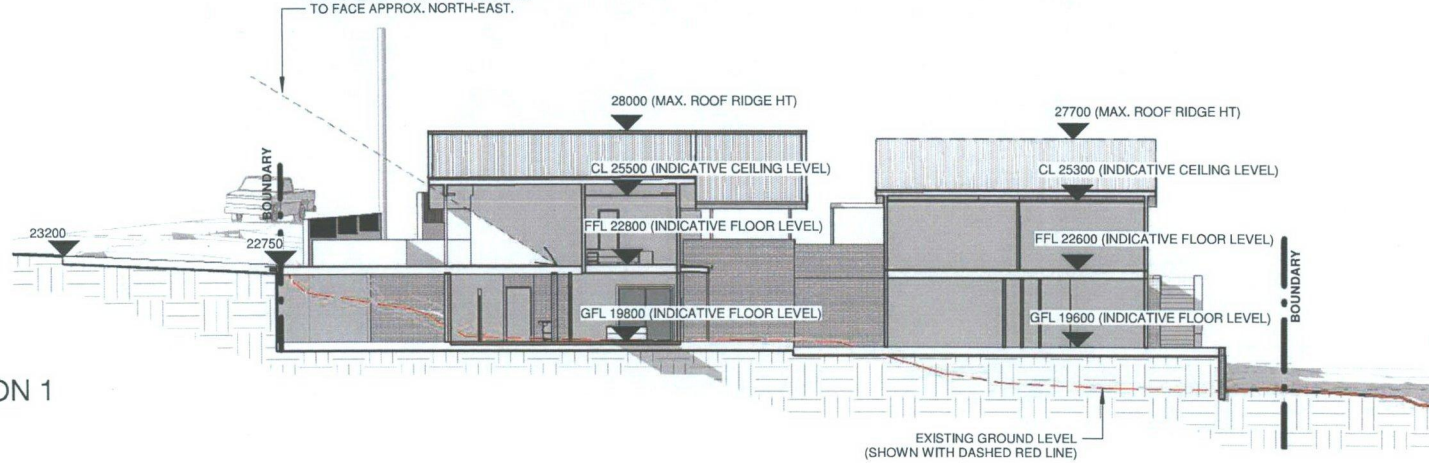 TO FACE APPROX. NORTH-EAST.
28000 (MAX. ROOF RIDGE HT)
27700 (MAX. ROOF RIDGE HT)
BOUNDARY
CL 25500 (INDICATIVE CEILING LEVEL)
CL 25300 (INDICATIVE CEILING LEVEL)
23200
22750
FFL 22800 (INDICATIVE FLOOR LEVEL)
FFL 22600 (INDICATIVE FLOOR LEVEL)
BOUNDARY
GFL 19800 (INDICATIVE FLOOR LEVEL)
GFL 19600 (INDICATIVE FLOOR LEVEL)
ON 1
EXISTING GROUND LEVEL
(SHOWN WITH DASHED RED LINE)